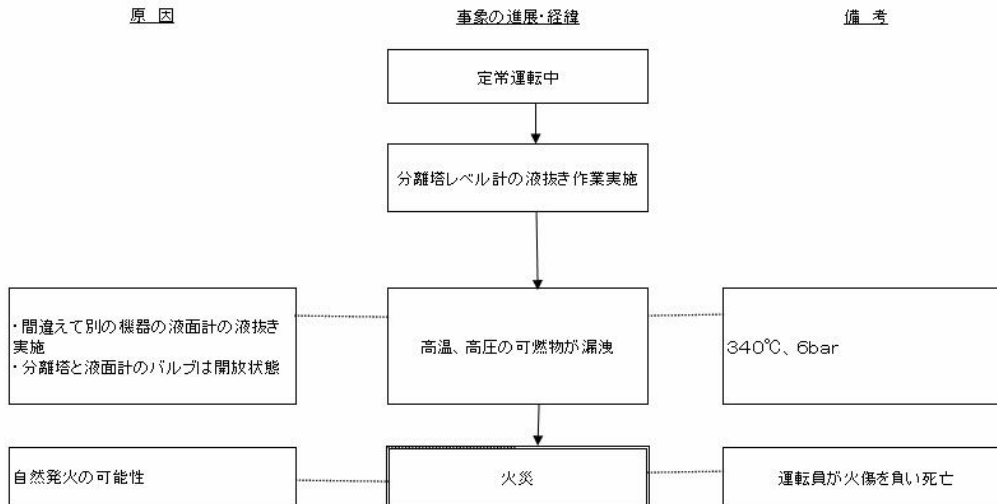 原 因
事象の進展･経緯
備 考
定常運転中
分離塔レベル計の液抜き作業実施
・間違えて別の機器の液面計の液抜き
実施
・分離塔と液面計のバルブは開放状態
高温、高圧の可燃物が漏洩
340℃、6bar
自然発火の可能性
火災
運転員が火傷を負い死亡